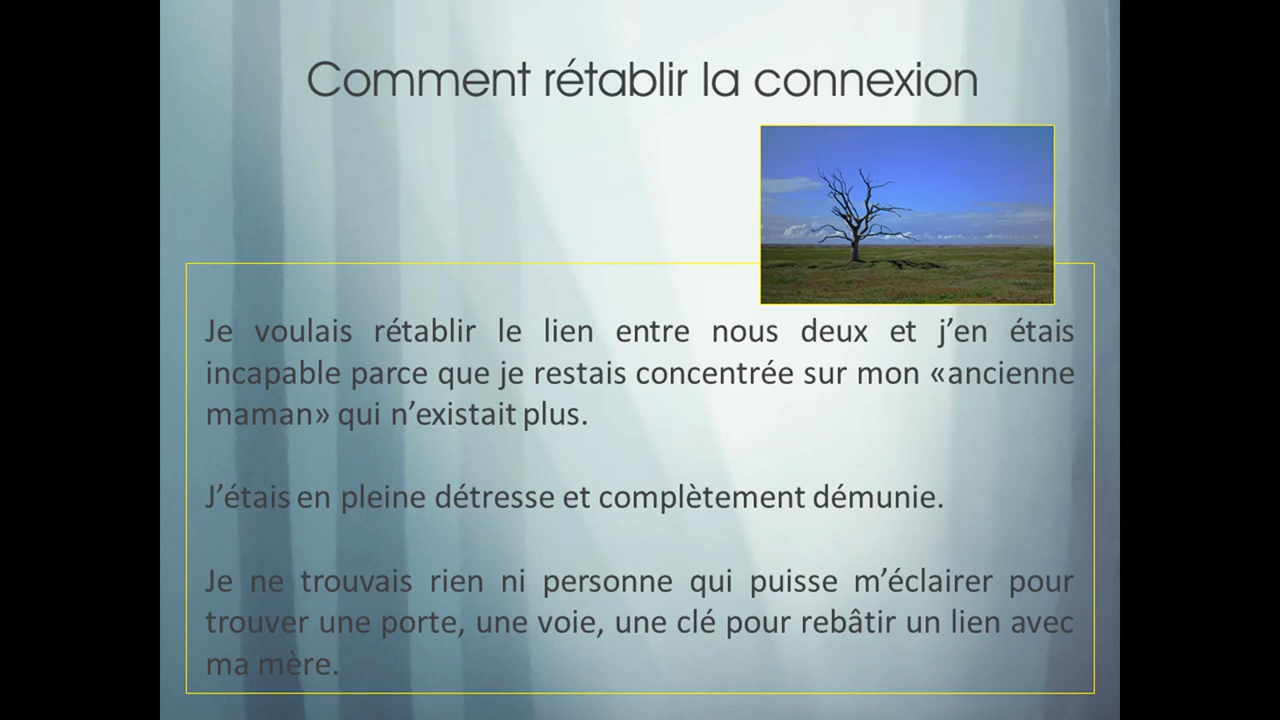 Comment rétablir la connexion
Je voulais rétablir le lien entre nous deux et j’en étais
incapable parce que je restais concentrée sur mon «ancienne
maman» qui n’existait plus.
J’étais en pleine détresse et complètement démunie.
Je ne trouvais rien ni personne qui puisse m’éclairer pour
trouver une porte, une voie, une clé pour rebâtir un lien avec
ma mère.